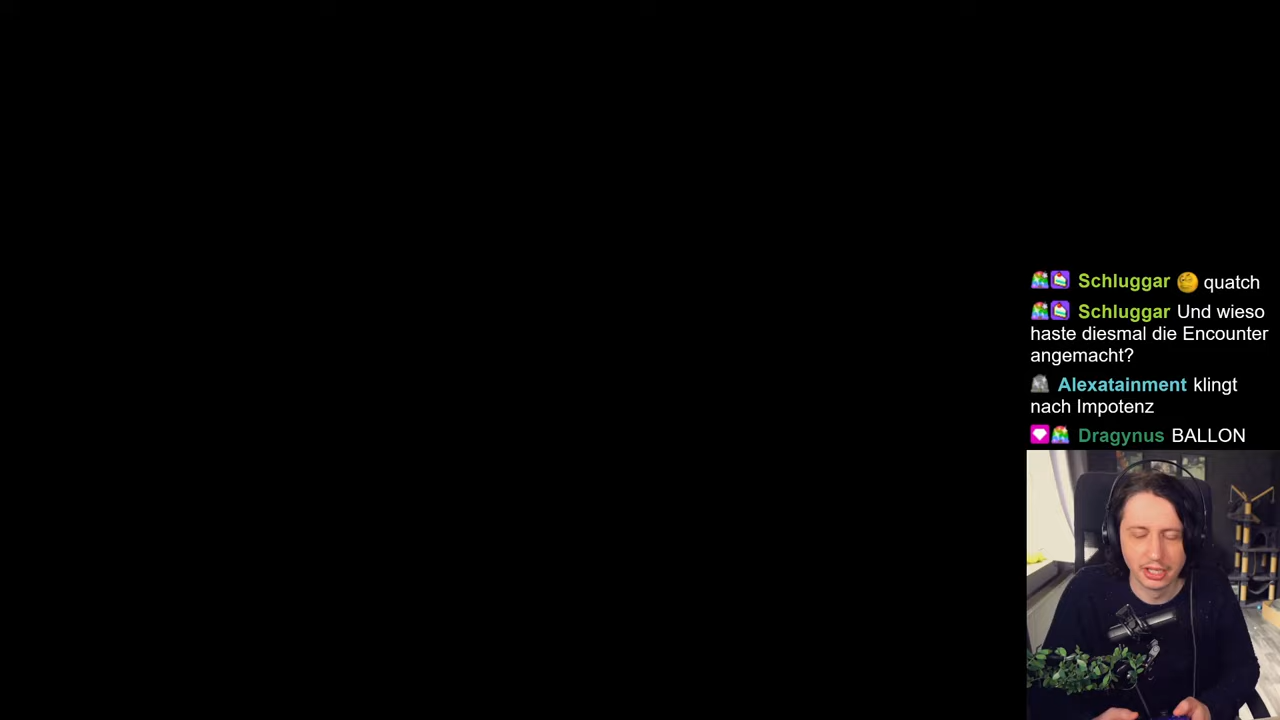 Schluggar quatch
Schluggar Und wieso
haste diesmal die Encounter
angemacht?
Alexatainment klingt
nach Impotenz
Dragynus BALLON